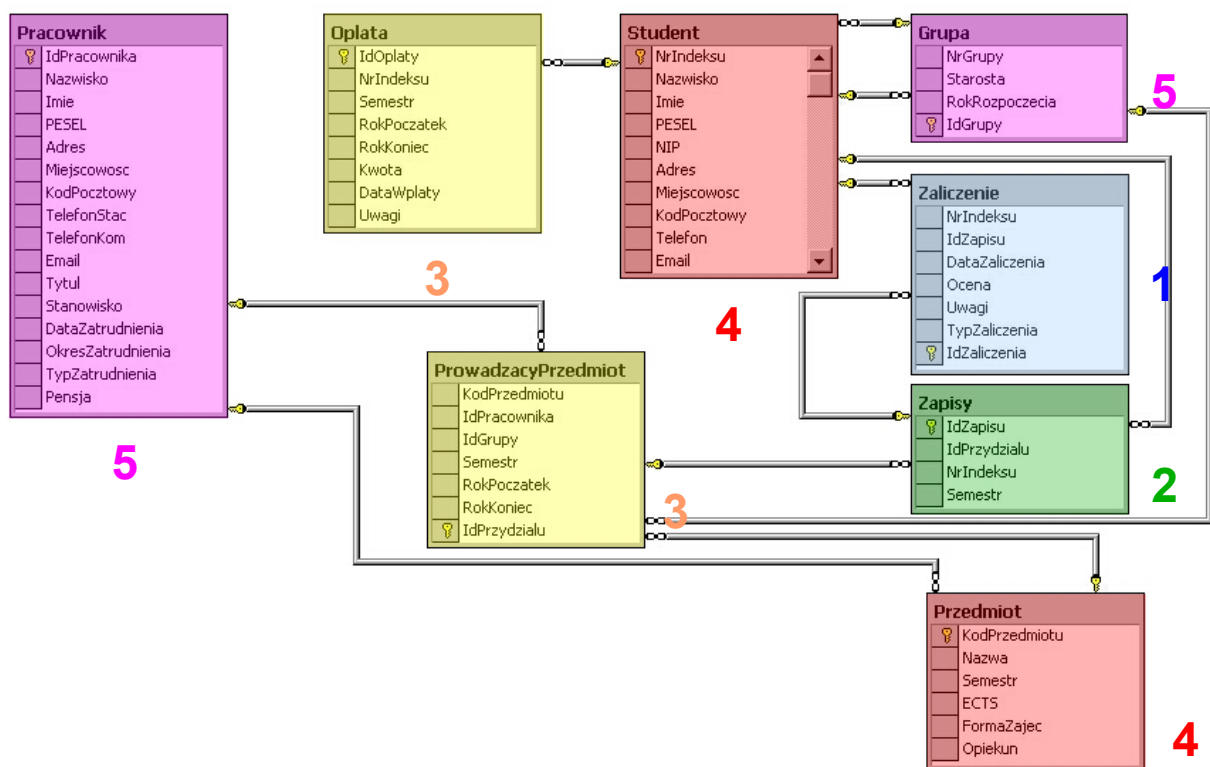 Pracownik
IdPracownika
Nazwisko
Imie
PESEL
Adres
Miejscowosc
KodPocztowy
TelefonStac
TelefonKom
Email
Tytul
Stanowisko
DataZatrudnienia
OkresZatrudnienia
TypZatrudnienia
Pensja
5
Oplata
IdOplaty
NrIndeksu
Semestr
RokPoczatek
RokKoniec
Kwota
DataWplaty
Uwagi
3
Student
NrIndeksu
Nazwisko
Imie
PESEL
NIP
Adres
Miejscowosc
KodPocztowy
Telefon
Email
4
Grupa
NrGrupy
Starosta
RokRozpoczecia
IdGrupy
5
Zaliczenie
NrIndeksu
IdZapisu
DataZaliczenia
Ocena
Uwagi
TypZaliczenia
IdZaliczenia
1
ProwadzacyPrzedmiot
KodPrzedmiotu
IdPracownika
IdGrupy
Semestr
RokPoczatek
RokKoniec
IdPrzydzialu
3
Zapisy
IdZapisu
IdPrzydzialu
NrIndeksu
Semestr
2
Przedmiot
KodPrzedmiotu
Nazwa
Semestr
ECTS
FormaZajec
Opiekun
4